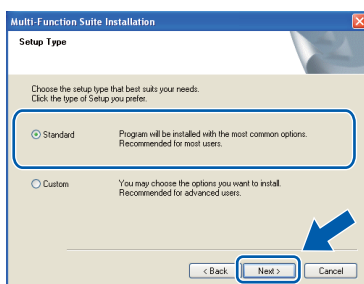 Multi-Function Suite Installation
Setup Type
Choose the setup type that best suits your needs.
Click the type of Setup you prefer.
Standard
Program will be installed with the most common options.
Recommended for most users.
Custom
You may choose the options you want to install.
Recommended for advanced users.
< Back
Next >
Cancel